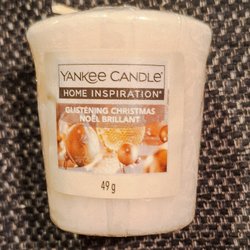 YANKEE CANDLE®
HOME INSPIRATION®
GLISTENING CHRISTMAS
NOËL BRILLANT
49 g